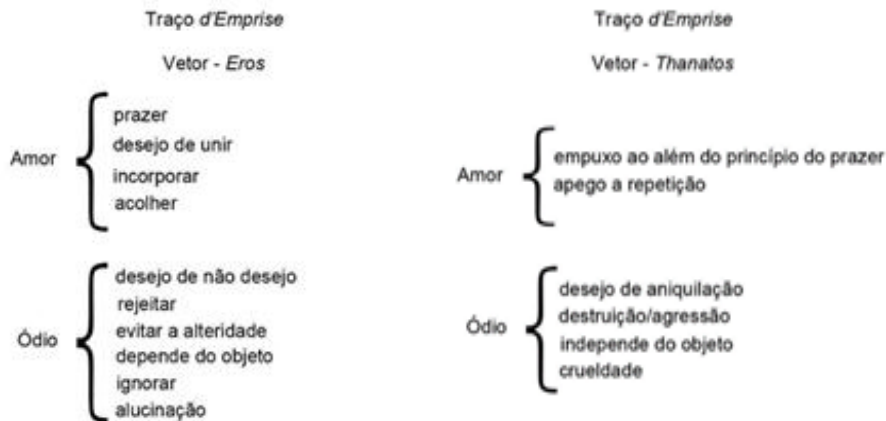 Traço d'Emprise
Vetor - Eros
Amor
prazer
desejo de unir
incorporar
acolher
Ódio
desejo de não desejo
rejeitar
evitar a alteridade
depende do objeto
ignorar
alucinação
Traço d'Emprise
Vetor - Thanatos
Amor
empuxo ao além do princípio do prazer
apego a repetição
Ódio
desejo de aniquilação
destruição/agressão
independe do objeto
crueldade